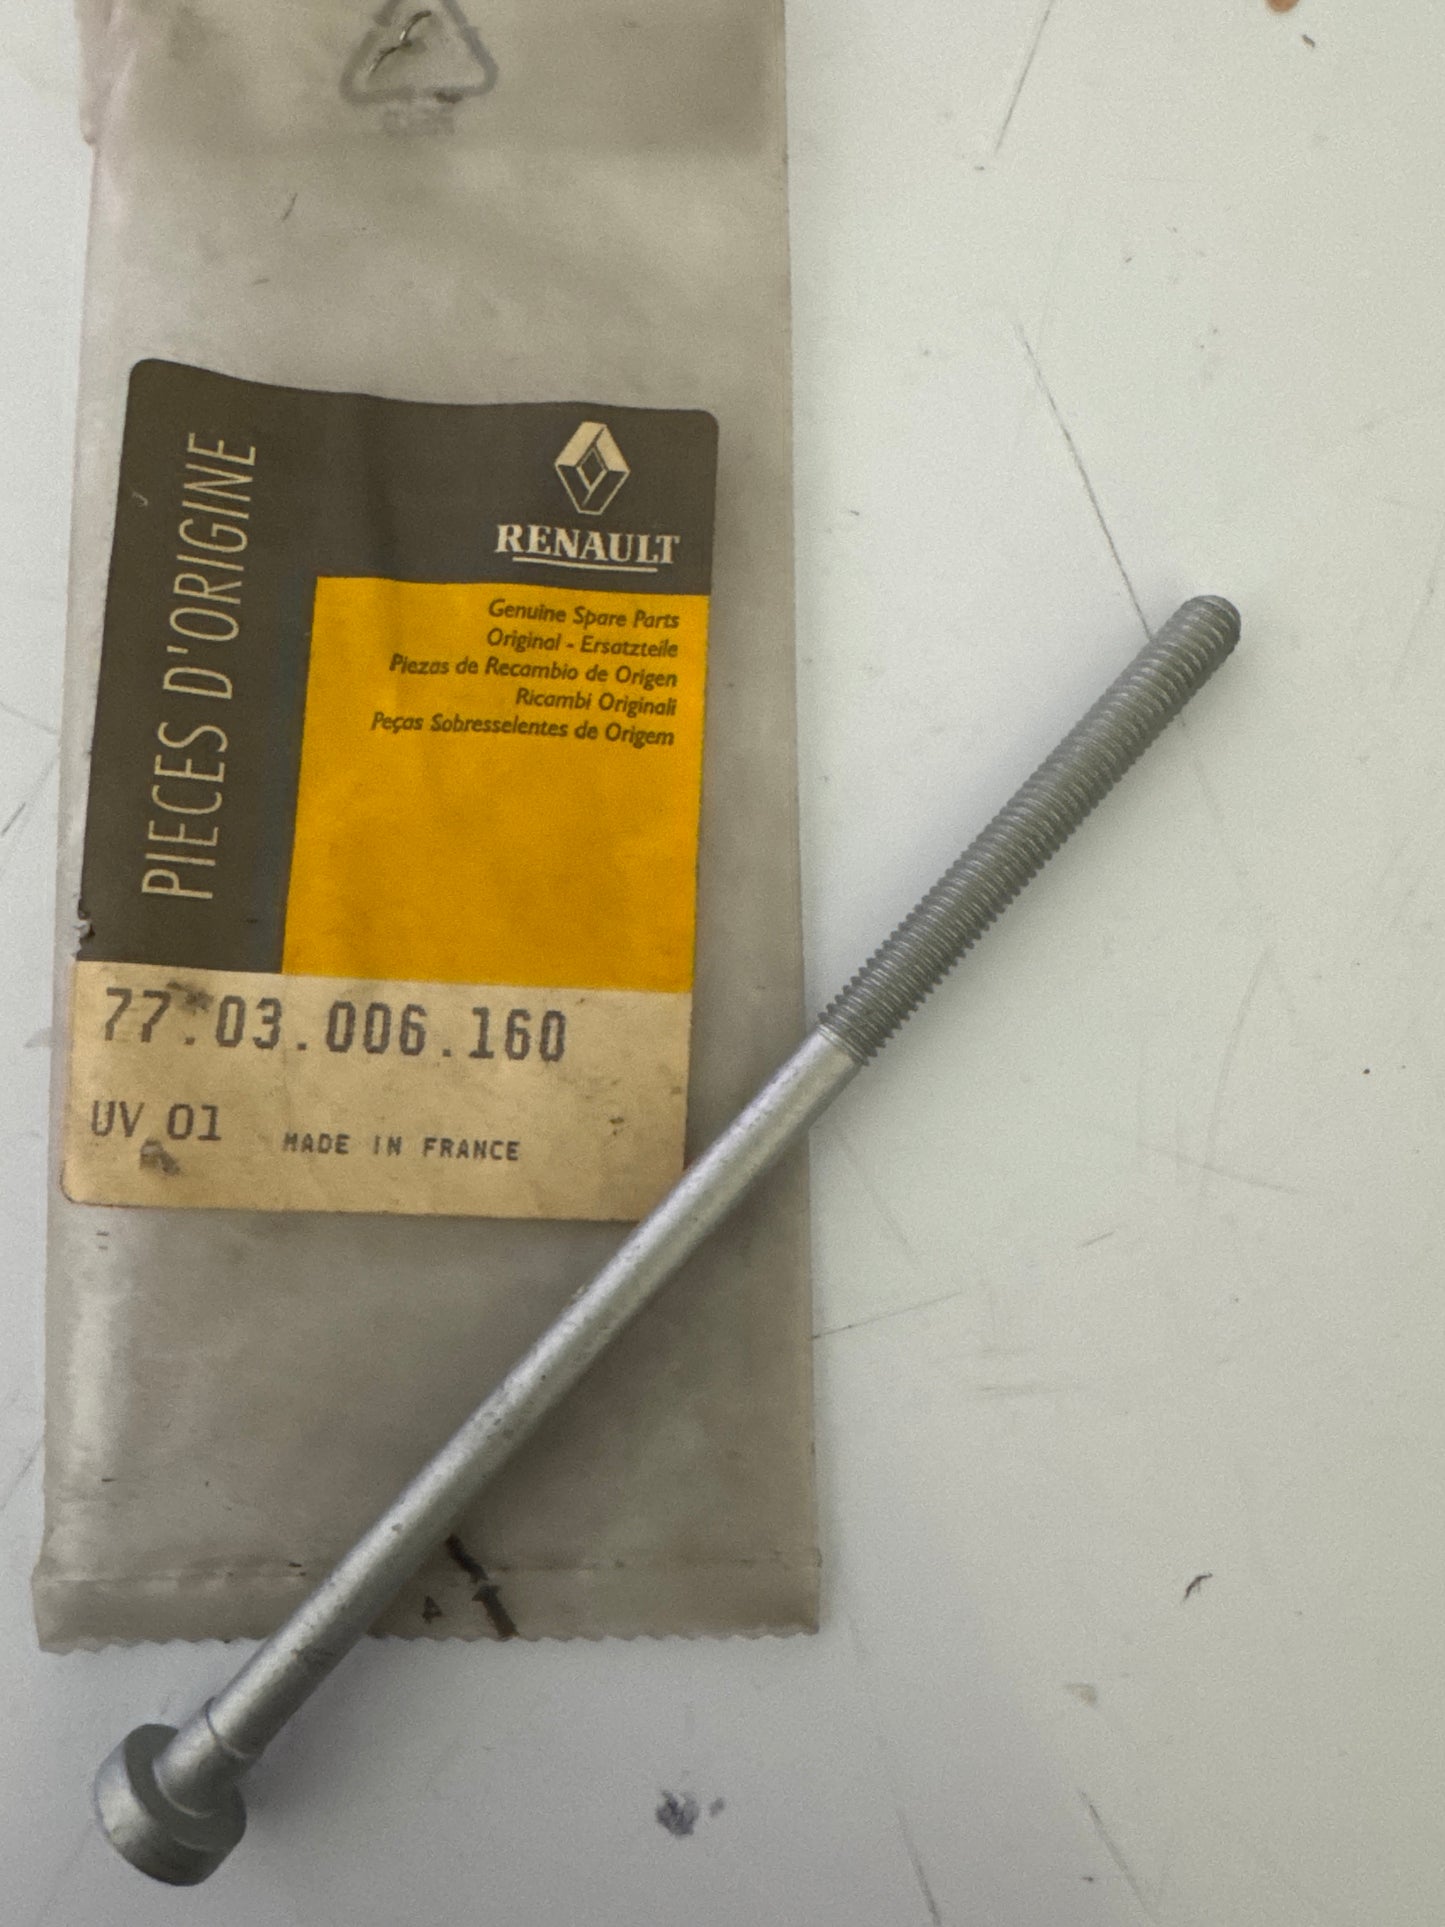 PIECES D'ORIGINE
RENAULT
Genuine Spare Parts
Original - Ersatzteile
Piezas de Recambio de Origen
Ricambi Originali
Peças Sobresselentes de Origem
77.03.006.160
UV 01 MADE IN FRANCE